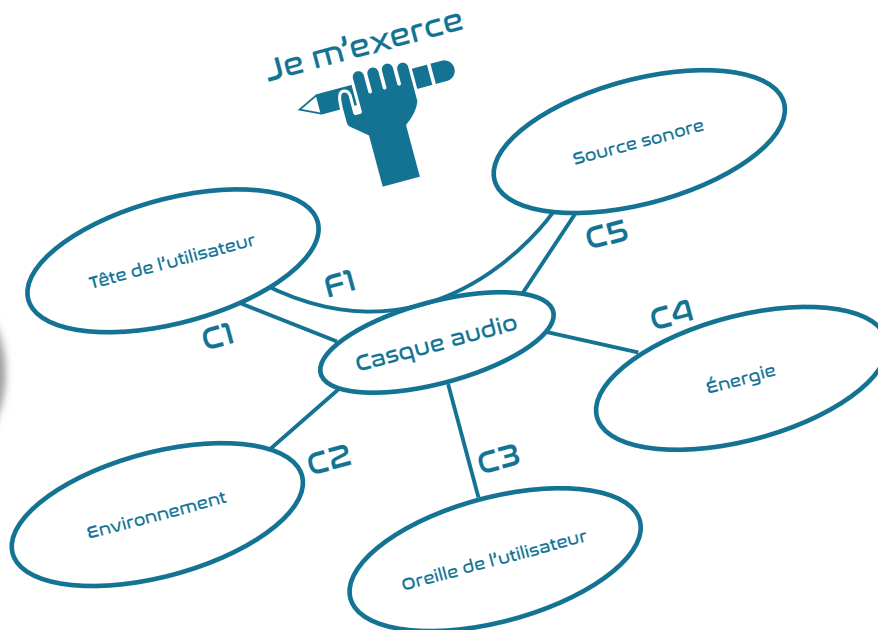 Je m'exerce
Source sonore
Tête de l'utilisateur
F1
C5
C1
Casque audio
C4
Énergie
C2
C3
Environnement
Oreille de l'utilisateur